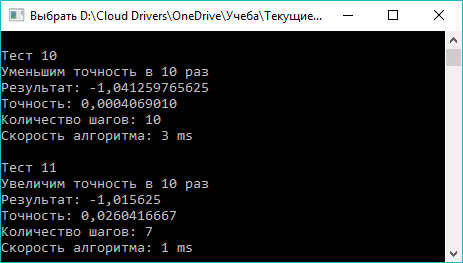 Выбрать D:\Cloud Drivers\OneDrive\Учеба\Текущие...
Тест 10
Уменьшим точность в 10 раз
Результат: -1,041259765625
Точность: 0,0004069010
Количество шагов: 10
Скорость алгоритма: 3 ms
Тест 11
Увеличим точность в 10 раз
Результат: -1,015625
Точность: 0,0260416667
Количество шагов: 7
Скорость алгоритма: 1 ms